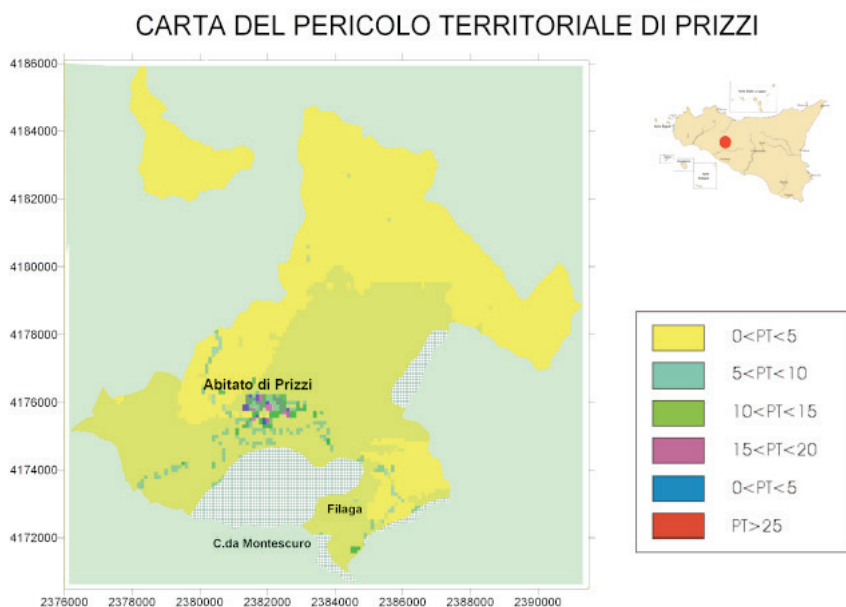 CARTA DEL PERICOLO TERRITORIALE DI PRIZZI
4186000
4184000
4182000
4180000
4178000
4176000
4174000
4172000
Abitato di Prizzi
Filaga
C.da Montescuro
2376000 2378000 2380000 2382000 2384000 2386000 2388000 2390000
0<PT<5
5<PT<10
10<PT<15
15<PT<20
0<PT<5
PT>25